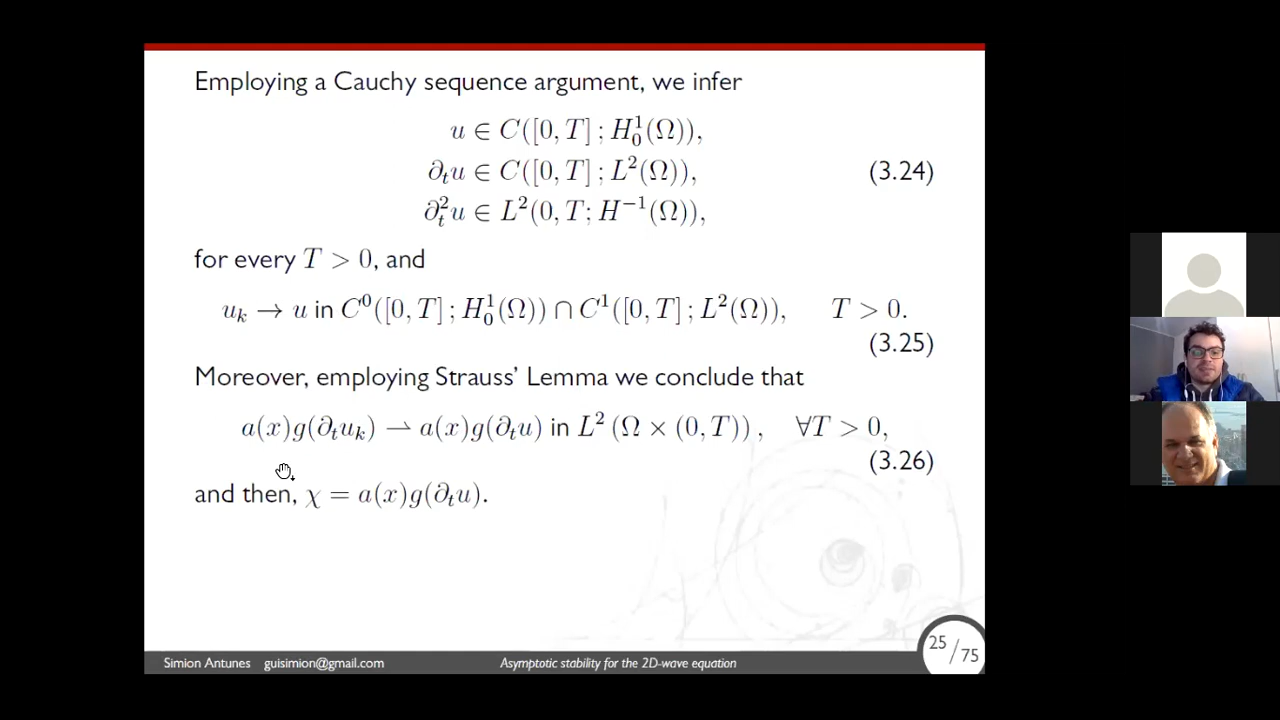 Employing a Cauchy sequence argument, we infer
u ∈ C([0, T] ; H₀¹(Ω)),
∂ₜu ∈ C([0, T] ; L²(Ω)), (3.24)
∂ₜ²u ∈ L²(0, T; H⁻¹(Ω)),
for every T > 0, and
uₖ → u in C⁰([0, T] ; H₀¹(Ω)) ∩ C¹([0, T] ; L²(Ω)), T > 0.
(3.25)
Moreover, employing Strauss’ Lemma we conclude that
a(x)g(∂ₜuₖ) ⇀ a(x)g(∂ₜu) in L² (Ω × (0, T)) , ∀T > 0,
(3.26)
and then, χ = a(x)g(∂ₜu).
Simion Antunes guisimion@gmail.com Asymptotic stability for the 2D-wave equation 25/75